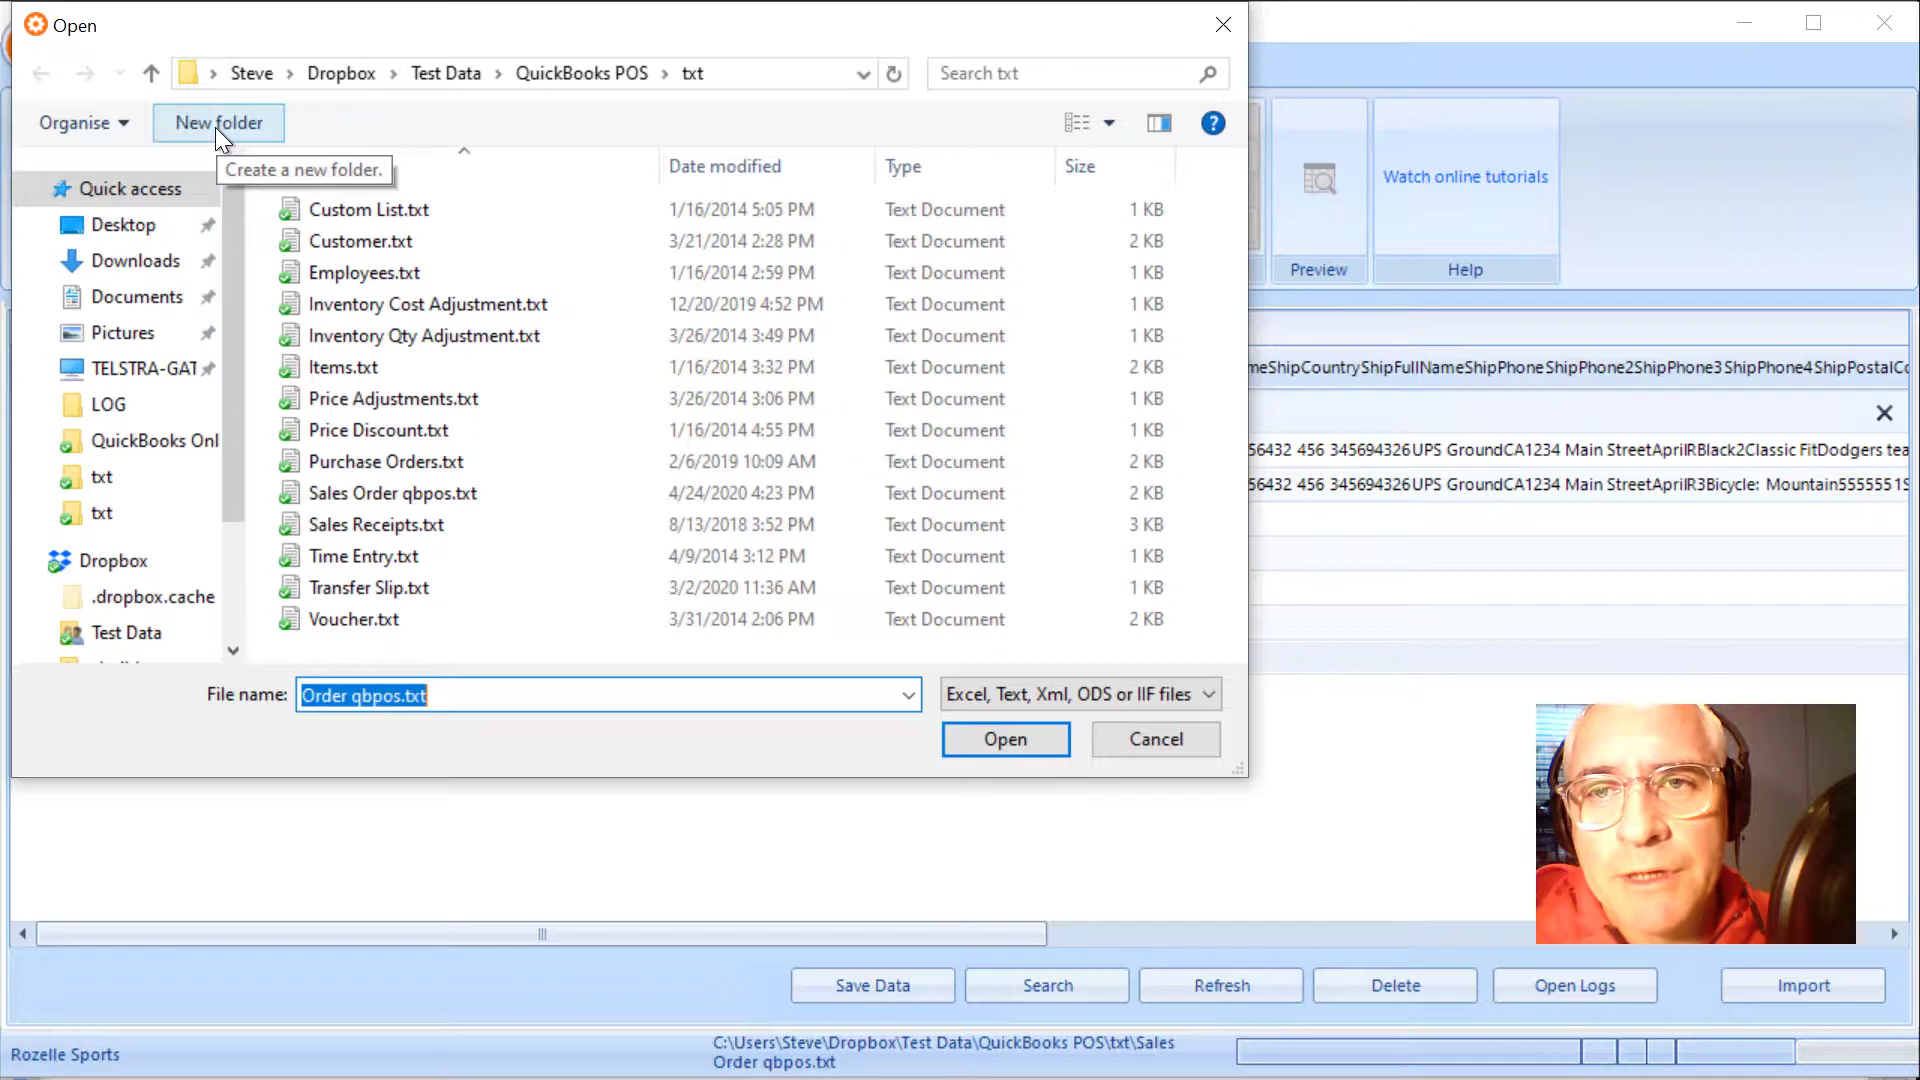 Open
Steve › Dropbox › Test Data › QuickBooks POS › txt
Search txt
Organise
New folder
Create a new folder.
Date modified Type Size
Quick access
Desktop
Downloads
Documents
Pictures
TELSTRA-GAT
LOG
QuickBooks Onl
txt
txt
Dropbox
.dropbox.cache
Test Data
Custom List.txt 1/16/2014 5:05 PM Text Document 1 KB
Customer.txt 3/21/2014 2:28 PM Text Document 2 KB
Employees.txt 1/16/2014 2:59 PM Text Document 1 KB
Inventory Cost Adjustment.txt 12/20/2019 4:52 PM Text Document 1 KB
Inventory Qty Adjustment.txt 3/26/2014 3:49 PM Text Document 1 KB
Items.txt 1/16/2014 3:32 PM Text Document 2 KB
Price Adjustments.txt 3/26/2014 3:06 PM Text Document 1 KB
Price Discount.txt 1/16/2014 4:55 PM Text Document 1 KB
Purchase Orders.txt 2/6/2019 10:09 AM Text Document 2 KB
Sales Order qbpos.txt 4/24/2020 4:23 PM Text Document 2 KB
Sales Receipts.txt 8/13/2018 3:52 PM Text Document 3 KB
Time Entry.txt 4/9/2014 3:12 PM Text Document 1 KB
Transfer Slip.txt 3/2/2020 11:36 AM Text Document 1 KB
Voucher.txt 3/31/2014 2:06 PM Text Document 2 KB
File name: Order qbpos.txt
Excel, Text, Xml, ODS or IIF files
Open
Cancel
Watch online tutorials
Preview
Help
meShipCountryShipFullNameShipPhoneShipPhone2ShipPhone3ShipPhone4ShipPostalCo
56432 456 345694326UPS GroundCA1234 Main StreetAprilRBlack2Classic FitDodgers tea
56432 456 345694326UPS GroundCA1234 Main StreetAprilR3Bicycle: Mountain5555551S
Save Data
Search
Refresh
Delete
Open Logs
Import
Rozelle Sports
C:\Users\Steve\Dropbox\Test Data\QuickBooks POS\txt\Sales
Order qbpos.txt